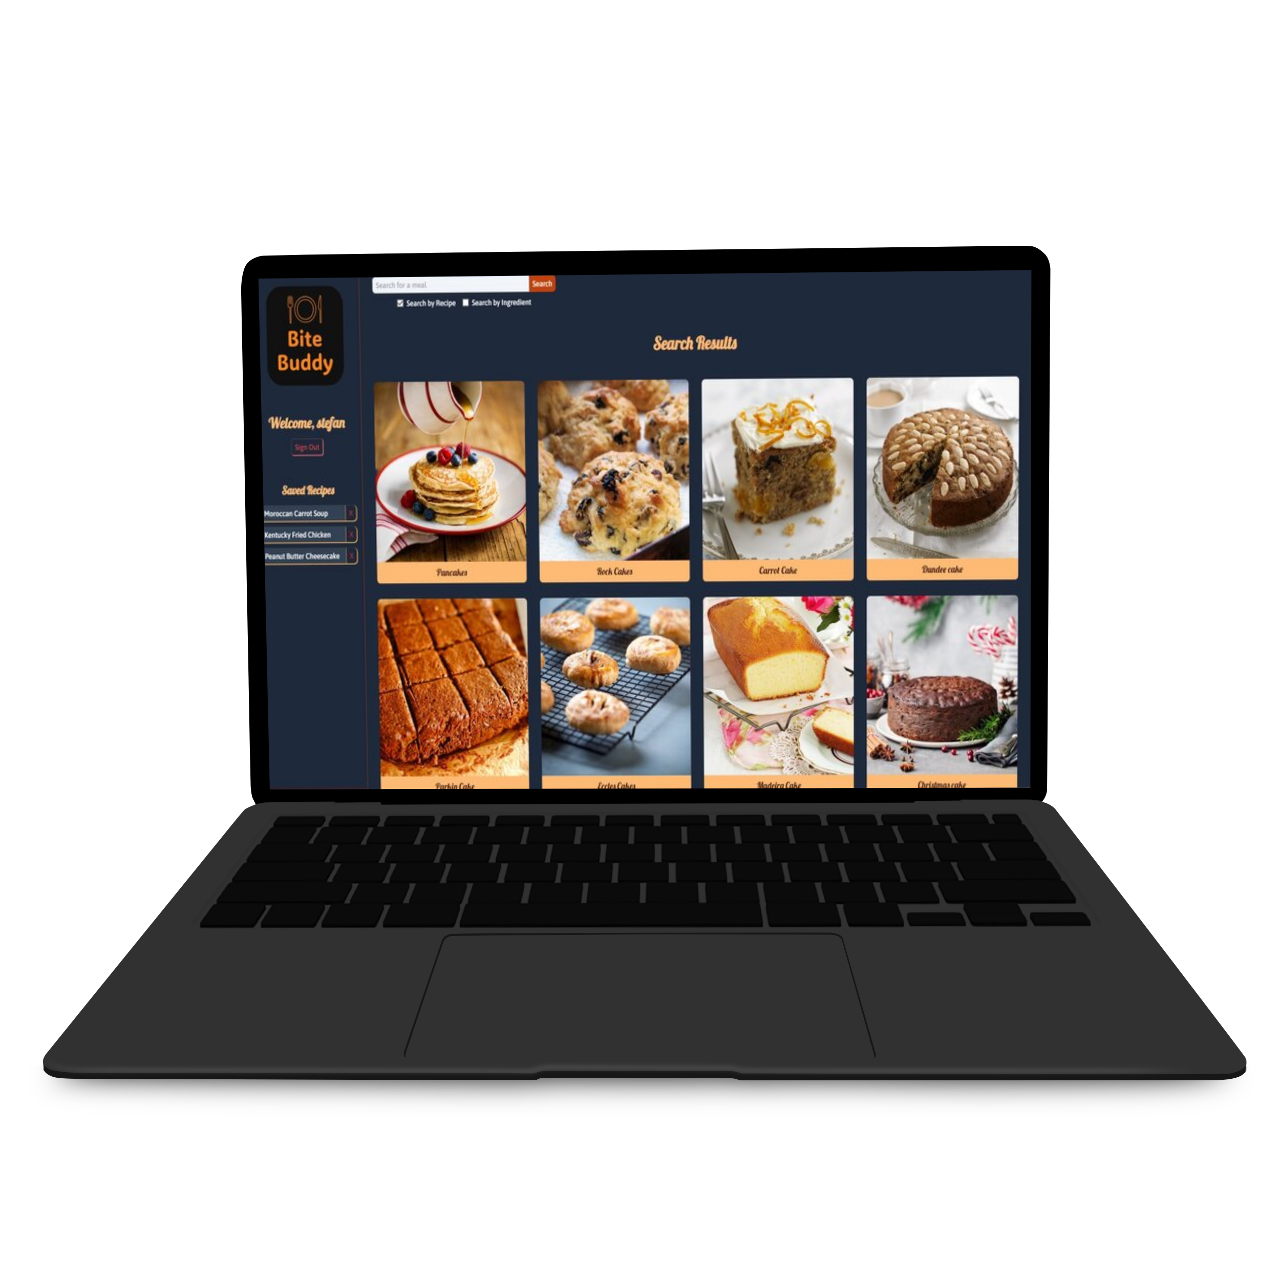 Bite
Buddy
Welcome, stefan
Sign Out
Saved Recipes
Moroccan Carrot Soup X
Kentucky Fried Chicken X
Peanut Butter Cheesecake X
Search for a meal Search
Search by Recipe Search by Ingredient
Search Results
Pancakes
Rock Cakes
Carrot Cake
Dundee cake
Parkin Cake
Eccles Cakes
Madeira Cake
Christmas cake